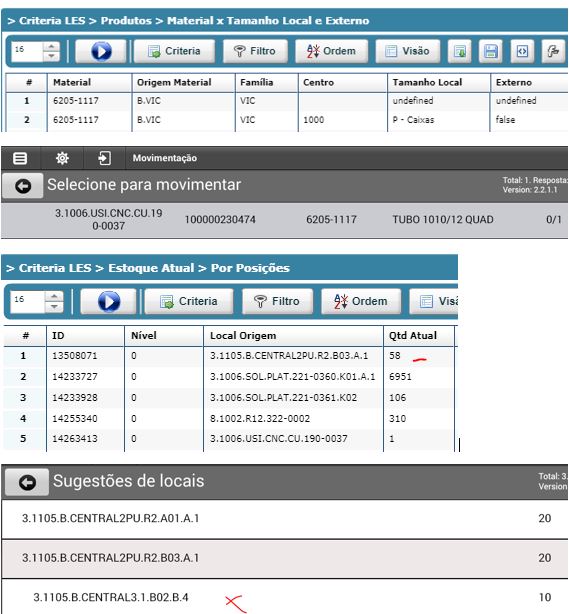 > Criteria LES > Produtos > Material x Tamanho Local e Externo
16 Criteria Filtro Ordem Visão
# Material Origem Material Família Centro Tamanho Local Externo
1 6205-1117 B.VIC VIC undefined undefined
2 6205-1117 B.VIC VIC 1000 P - Caixas false
Movimentação
Selecione para movimentar
Total: 1. Resposta:
Version: 2.2.1.1
3.1006.USI.CNC.CU.19
0-0037 100000230474 6205-1117 TUBO 1010/12 QUAD 0/1
> Criteria LES > Estoque Atual > Por Posições
16 Criteria Filtro Ordem Visã
# ID Nível Local Origem Qtd Atual
1 13508071 0 3.1105.B.CENTRAL2PU.R2.B03.A.1 58
2 14233727 0 3.1006.SOL.PLAT.221-0360.K01.A.1 6951
3 14233928 0 3.1006.SOL.PLAT.221-0361.K02 106
4 14255340 0 8.1002.R12.322-0002 310
5 14263413 0 3.1006.USI.CNC.CU.190-0037 1
Sugestões de locais
Total: 3.
Version
3.1105.B.CENTRAL2PU.R2.A01.A.1 20
3.1105.B.CENTRAL2PU.R2.B03.A.1 20
3.1105.B.CENTRAL3.1.B02.B.4 10